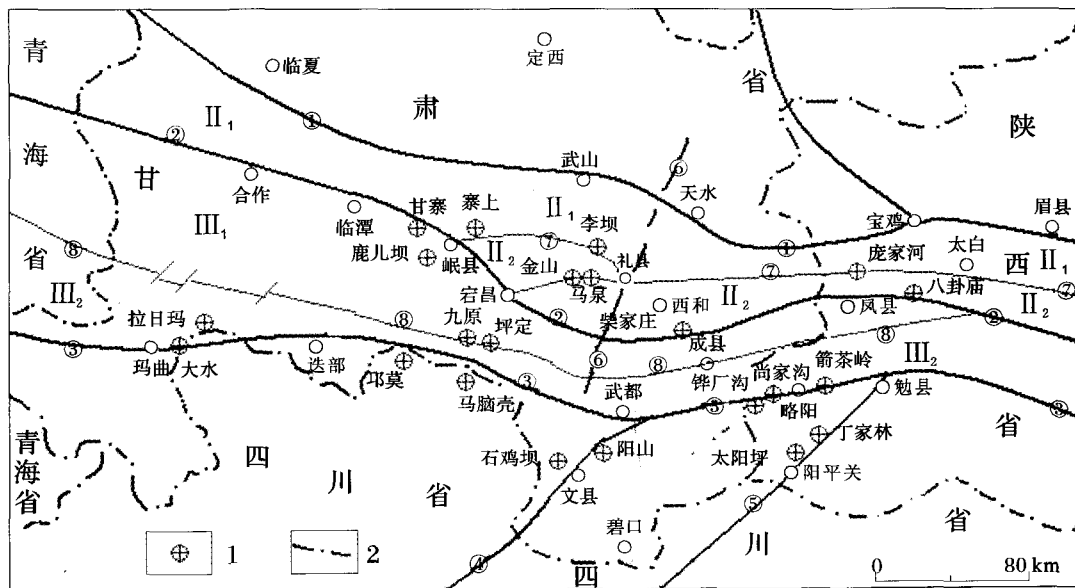 青
临夏
定西
省
陕
Ⅱ₁
①
肃
②
海
甘
合作
武山
⑥
天水
宝鸡
眉县
临潭
甘寨
寨上
Ⅱ₁
李坝
Ⅲ₁
⑧
鹿儿坝
岷县
Ⅱ₂
⑦
金山
礼县
①
⑦
庞家河
太白
西
Ⅱ₁
省
Ⅲ₂
宕昌
马泉
西和
Ⅱ₂
八卦庙
⑦
Ⅱ₂
拉日玛
⑧
九原
坪定
②
柴家庄
成县
凤县
⑧
②
③
玛曲
大水
迭部
邛莫
马脑壳
③
⑥
⑧
武都
铧厂沟
尚家沟
箭茶岭
Ⅲ₂
勉县
③
略阳
③
青海省
四
川
省
石鸡坝
阳山
文县
太阳坪
丁家林
阳平关
省
碧口
⑤
川
省
④
四
1
2
0
80 km